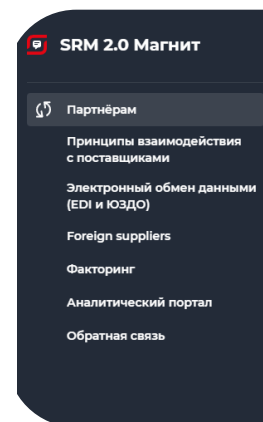 SRM 2.0 Магнит
Партнёрам
Принципы взаимодействия
с поставщиками
Электронный обмен данными
(EDI и ЮЗДО)
Foreign suppliers
Факторинг
Аналитический портал
Обратная связь